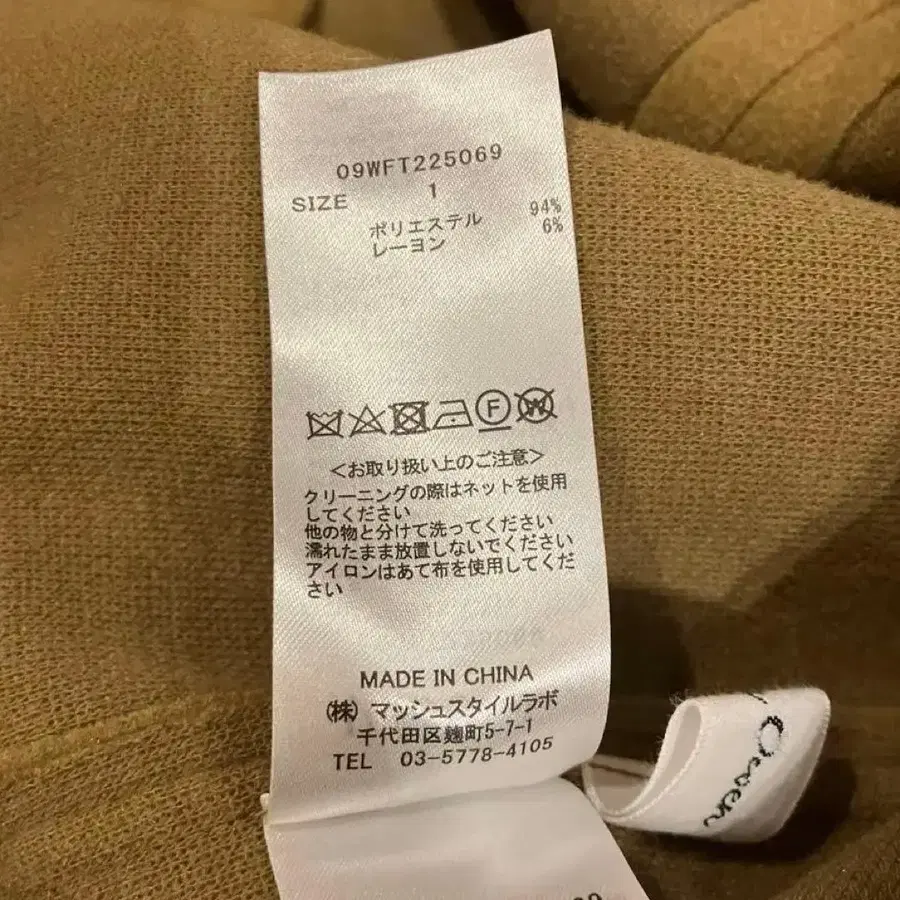 09WFT225069
SIZE 1
ポリエステル 94%
レーヨン 6%
F W
<お取り扱い上のご注意>
クリーニングの際はネットを使用
してください
他の物と分けて洗ってください
濡れたまま放置しないでください
アイロンはあて布を使用してくだ
さい
MADE IN CHINA
(株) マッシュスタイルラボ
千代田区麹町5-7-1
TEL 03-5778-4105